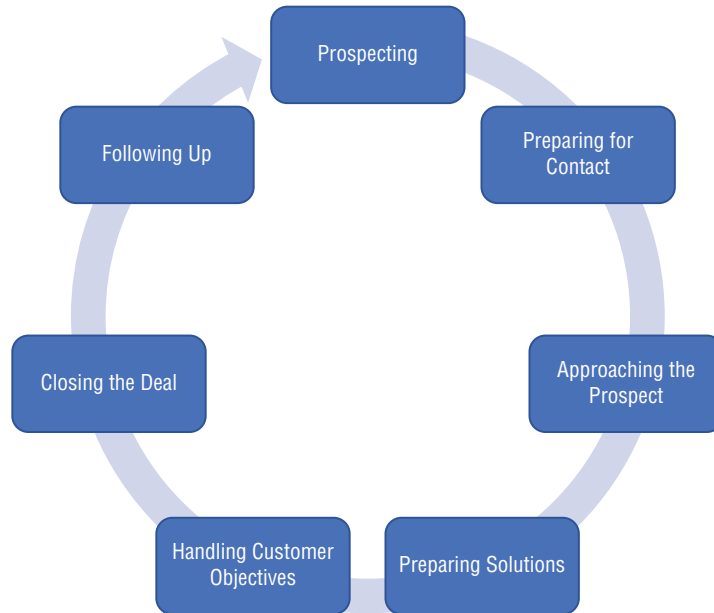 Prospecting
Preparing for
Contact
Approaching the
Prospect
Preparing Solutions
Handling Customer
Objectives
Closing the Deal
Following Up